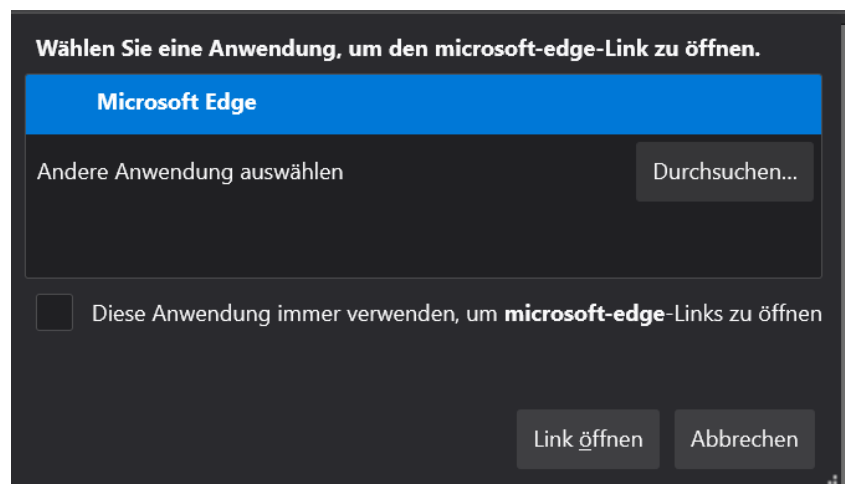 Wählen Sie eine Anwendung, um den microsoft-edge-Link zu öffnen.
Microsoft Edge
Andere Anwendung auswählen
Durchsuchen...
Diese Anwendung immer verwenden, um microsoft-edge-Links zu öffnen
Link öffnen
Abbrechen